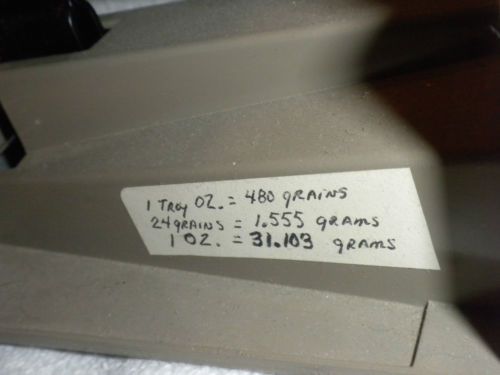 1 TROY OZ. = 480 GRAINS
24 GRAINS = 1.555 GRAMS
1 OZ. = 31.103 GRAMS